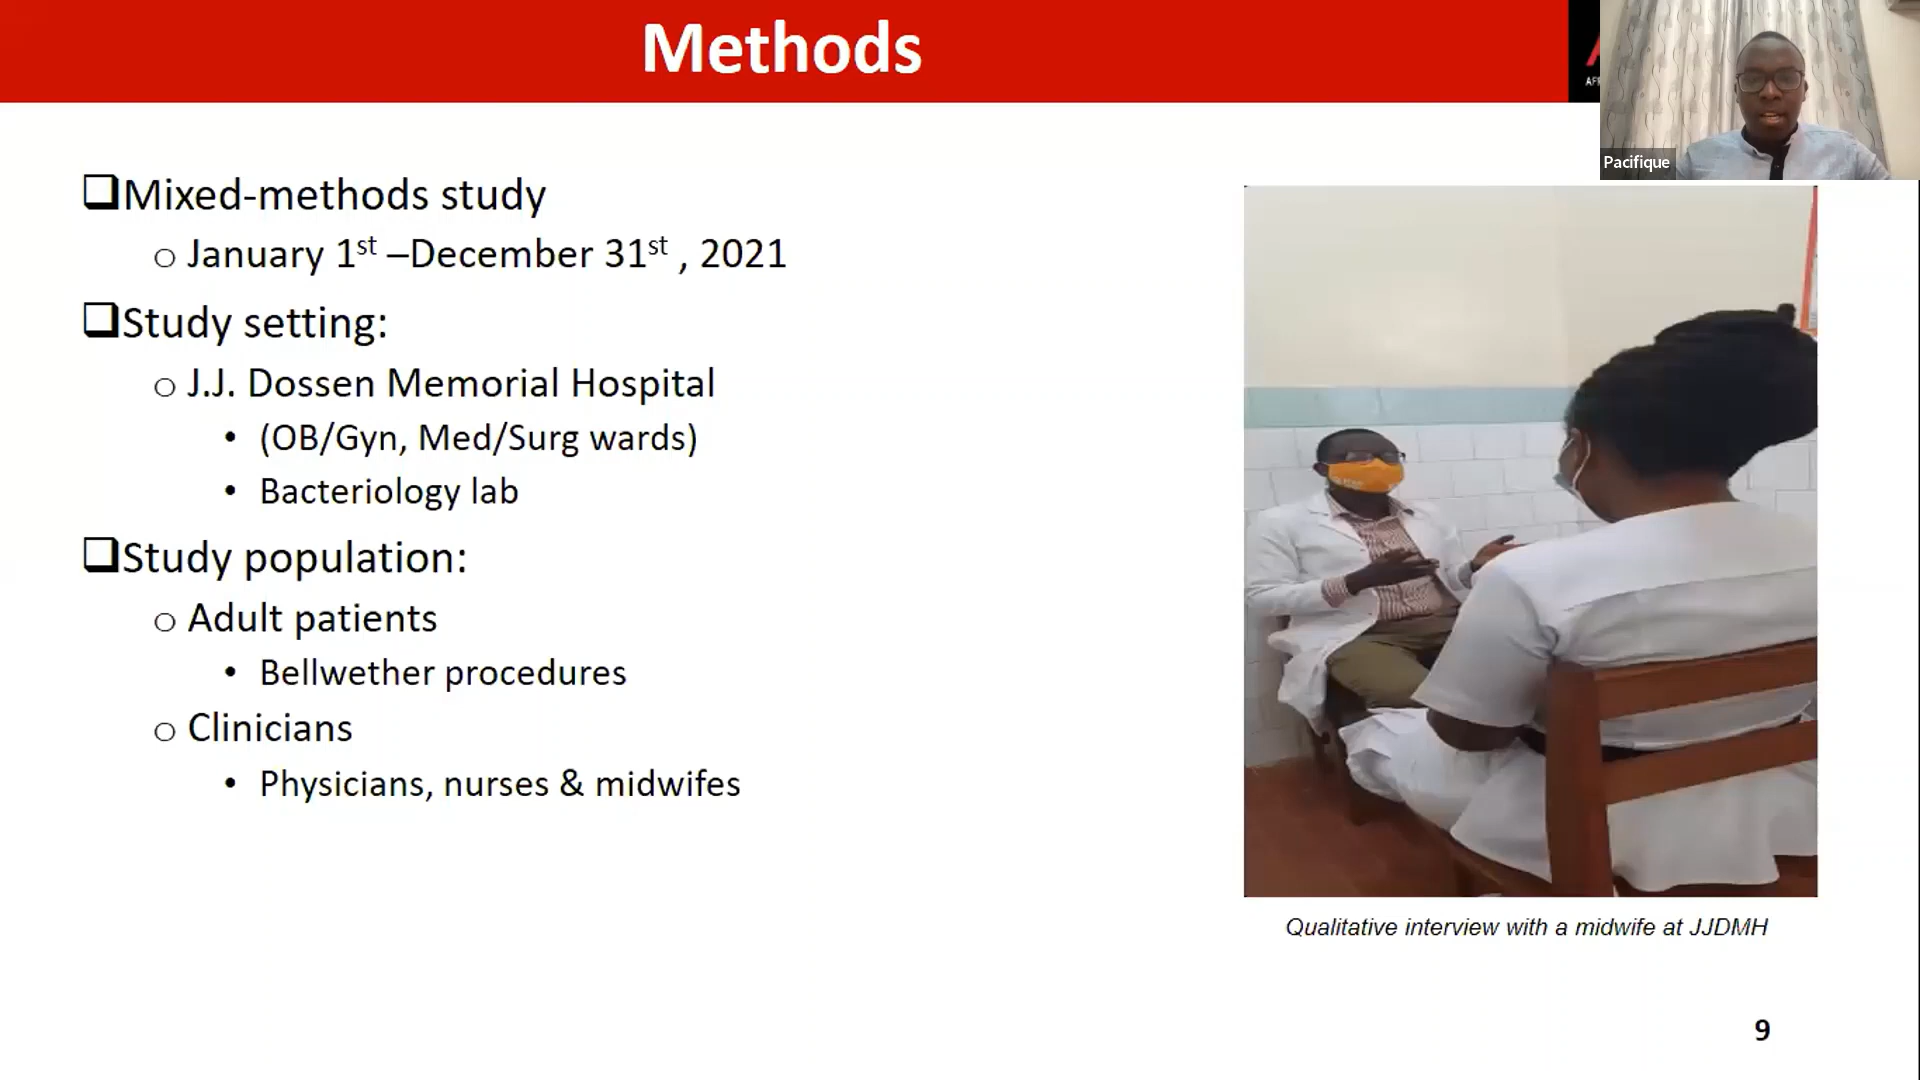 Methods
AF
Pacifique
❑Mixed-methods study
o January 1st –December 31st , 2021
❑Study setting:
o J.J. Dossen Memorial Hospital
• (OB/Gyn, Med/Surg wards)
• Bacteriology lab
❑Study population:
o Adult patients
• Bellwether procedures
o Clinicians
• Physicians, nurses & midwifes
Qualitative interview with a midwife at JJDMH
9